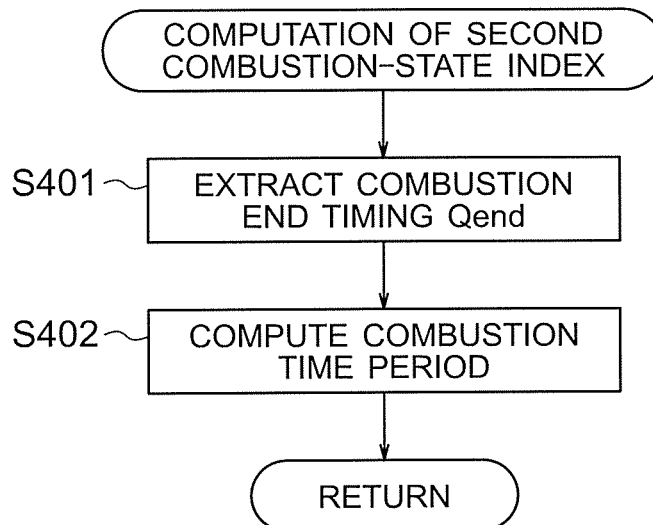 COMPUTATION OF SECOND
COMBUSTION-STATE INDEX
S401
EXTRACT COMBUSTION
END TIMING Qend
S402
COMPUTE COMBUSTION
TIME PERIOD
RETURN